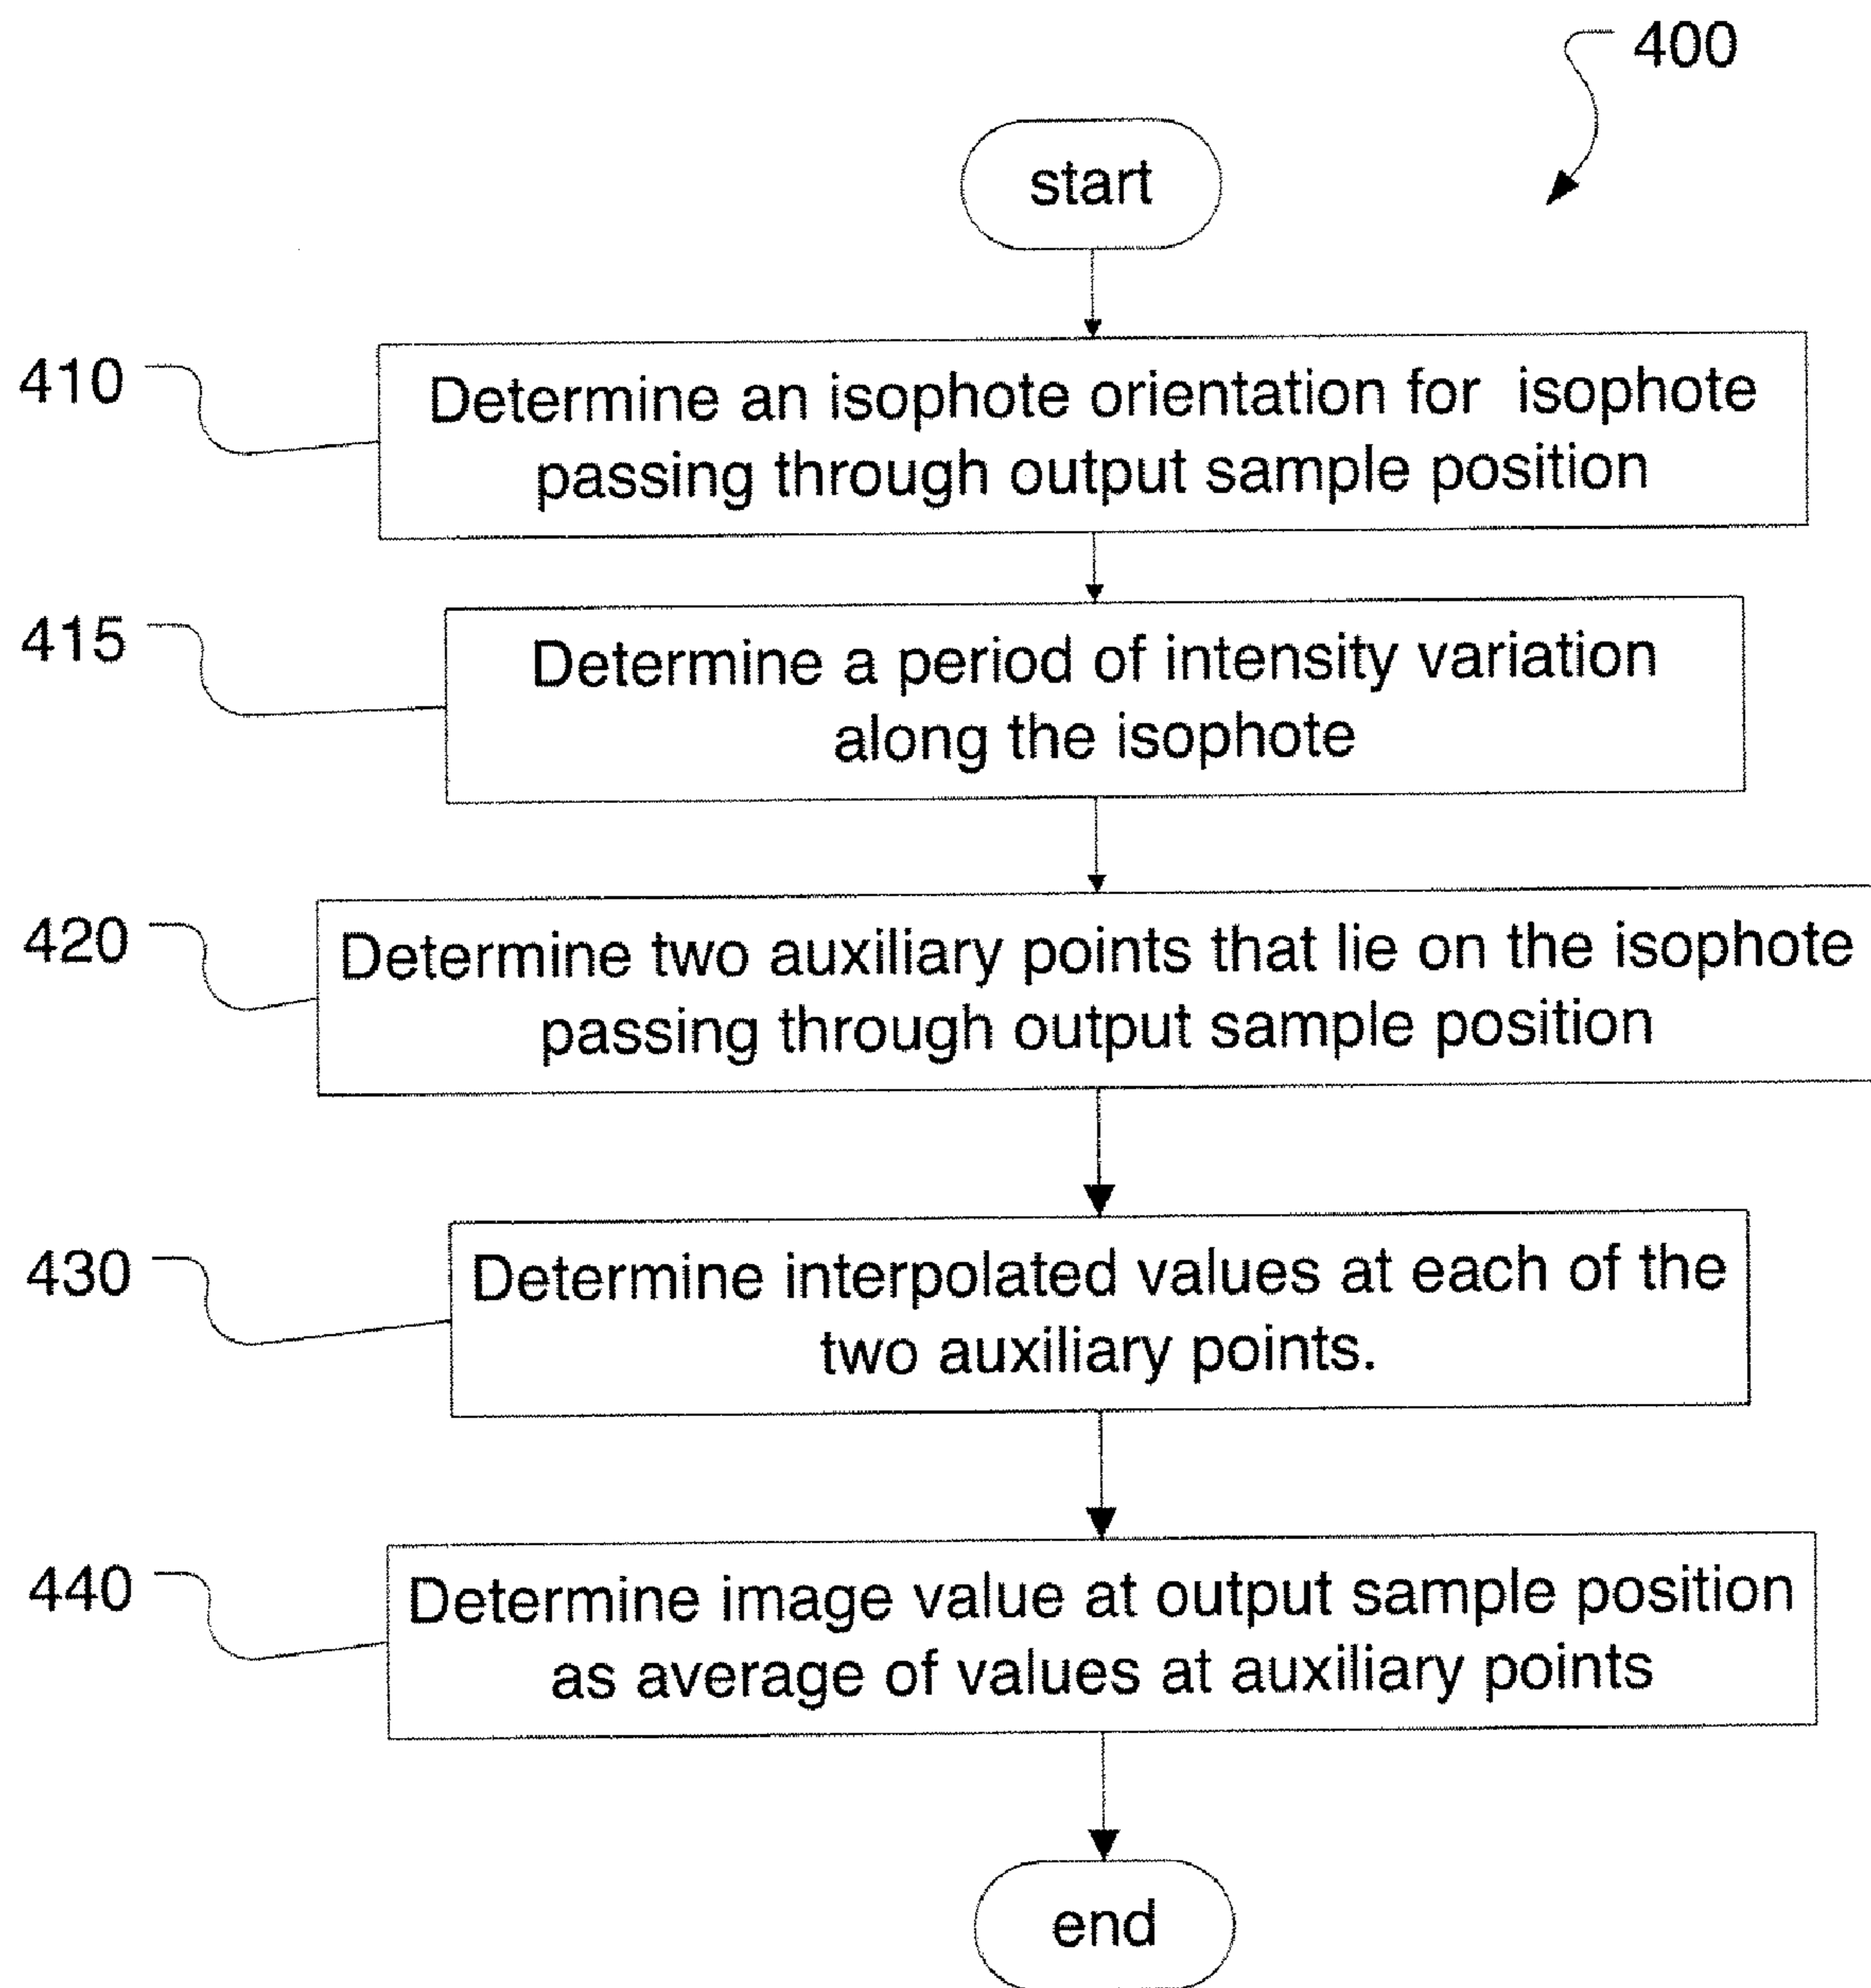 400
start
410
Determine an isophote orientation for isophote
passing through output sample position
415
Determine a period of intensity variation
along the isophote
420
Determine two auxiliary points that lie on the isophote
passing through output sample position
430
Determine interpolated values at each of the
two auxiliary points.
440
Determine image value at output sample position
as average of values at auxiliary points
end